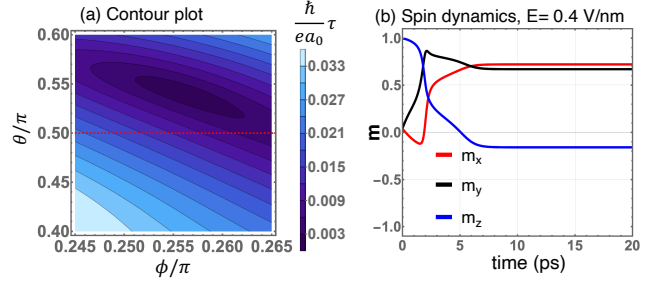 (a) Contour plot
ħ/ea₀ τ
0.60
0.55
0.50
0.45
0.40
θ/π
0.245 0.250 0.255 0.260 0.265
ϕ/π
0.033
0.027
0.021
0.015
0.009
0.003
(b) Spin dynamics, E= 0.4 V/nm
1.0
0.5
0.0
-0.5
-1.0
m
m_x
m_y
m_z
0 5 10 15 20
time (ps)